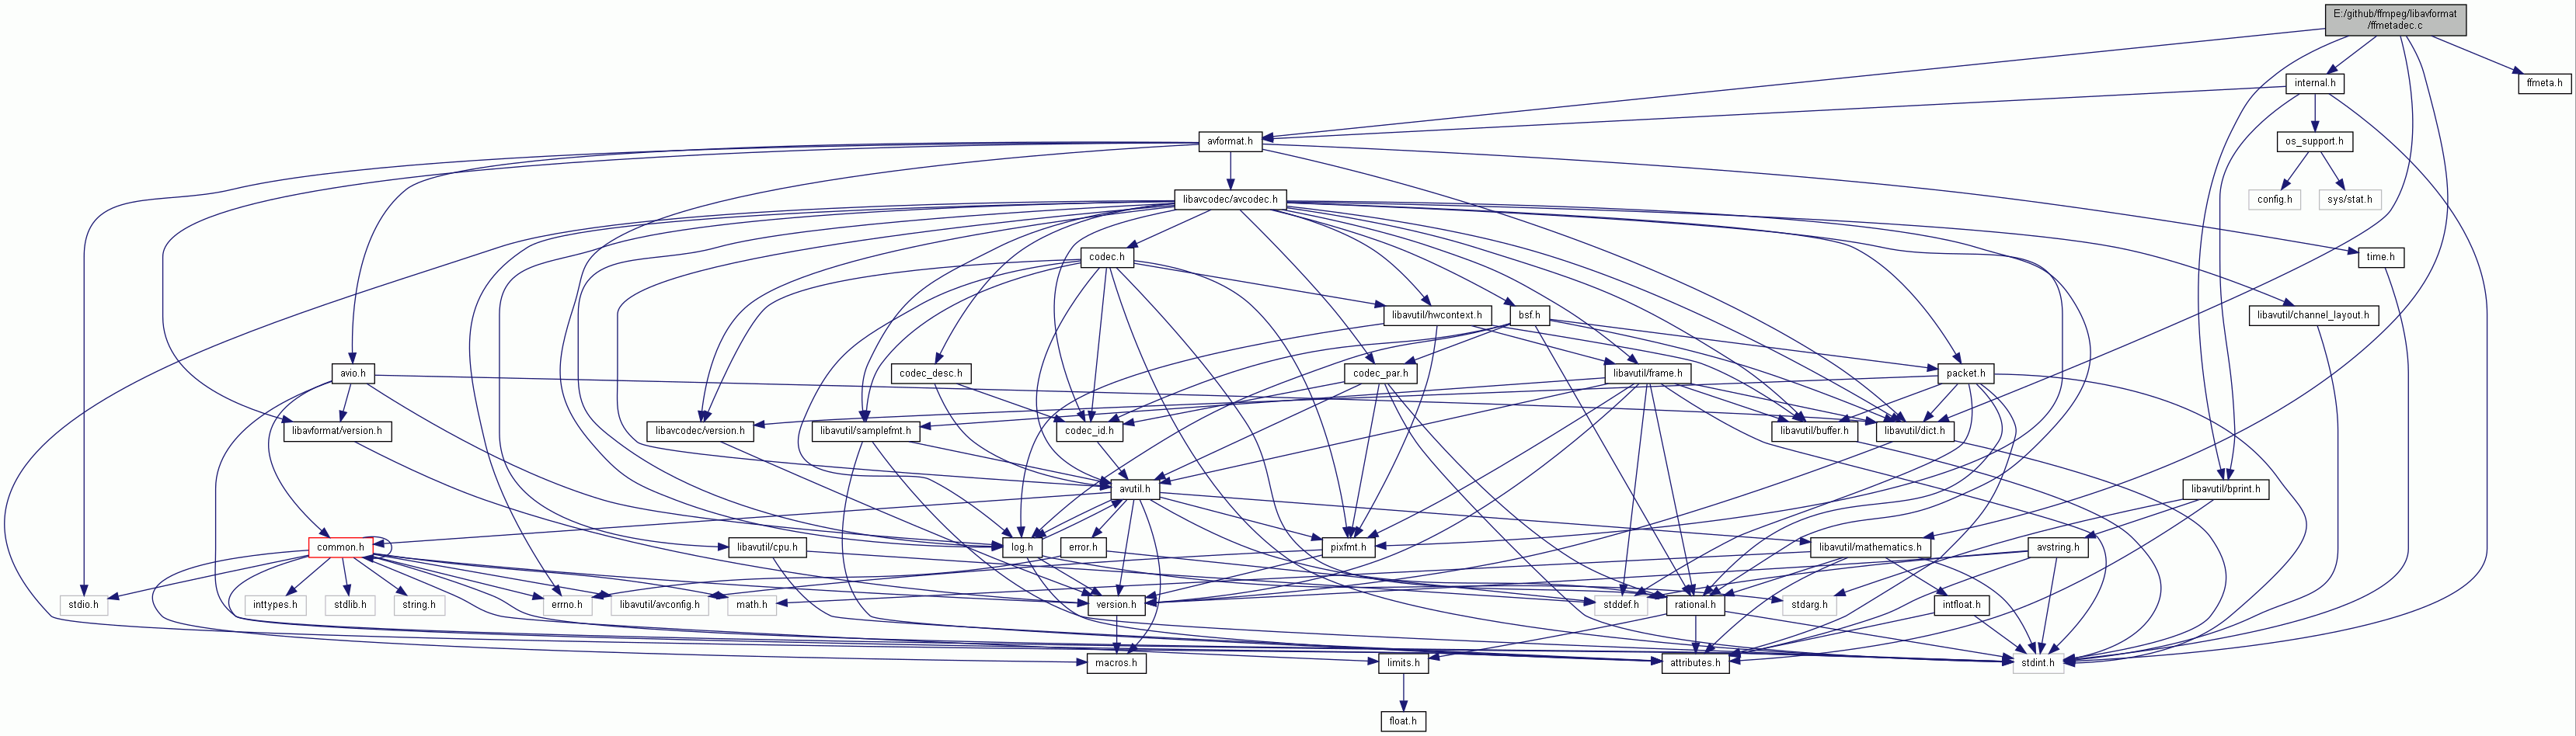 E:/github/ffmpeg/libavformat
/ffmetadec.c
internal.h
ffmeta.h
avformat.h
os_support.h
libavcodec/avcodec.h
config.h
sys/stat.h
codec.h
time.h
libavutil/hwcontext.h
bsf.h
libavutil/channel_layout.h
avio.h
codec_desc.h
codec_par.h
libavutil/frame.h
packet.h
libavformat/version.h
libavcodec/version.h
libavutil/samplefmt.h
codec_id.h
libavutil/buffer.h
libavutil/dict.h
avutil.h
libavutil/bprint.h
common.h
libavutil/cpu.h
log.h
error.h
pixfmt.h
libavutil/mathematics.h
avstring.h
stdio.h
inttypes.h
stdlib.h
string.h
errno.h
libavutil/avconfig.h
math.h
version.h
stddef.h
rational.h
stdarg.h
intfloat.h
macros.h
limits.h
attributes.h
stdint.h
float.h